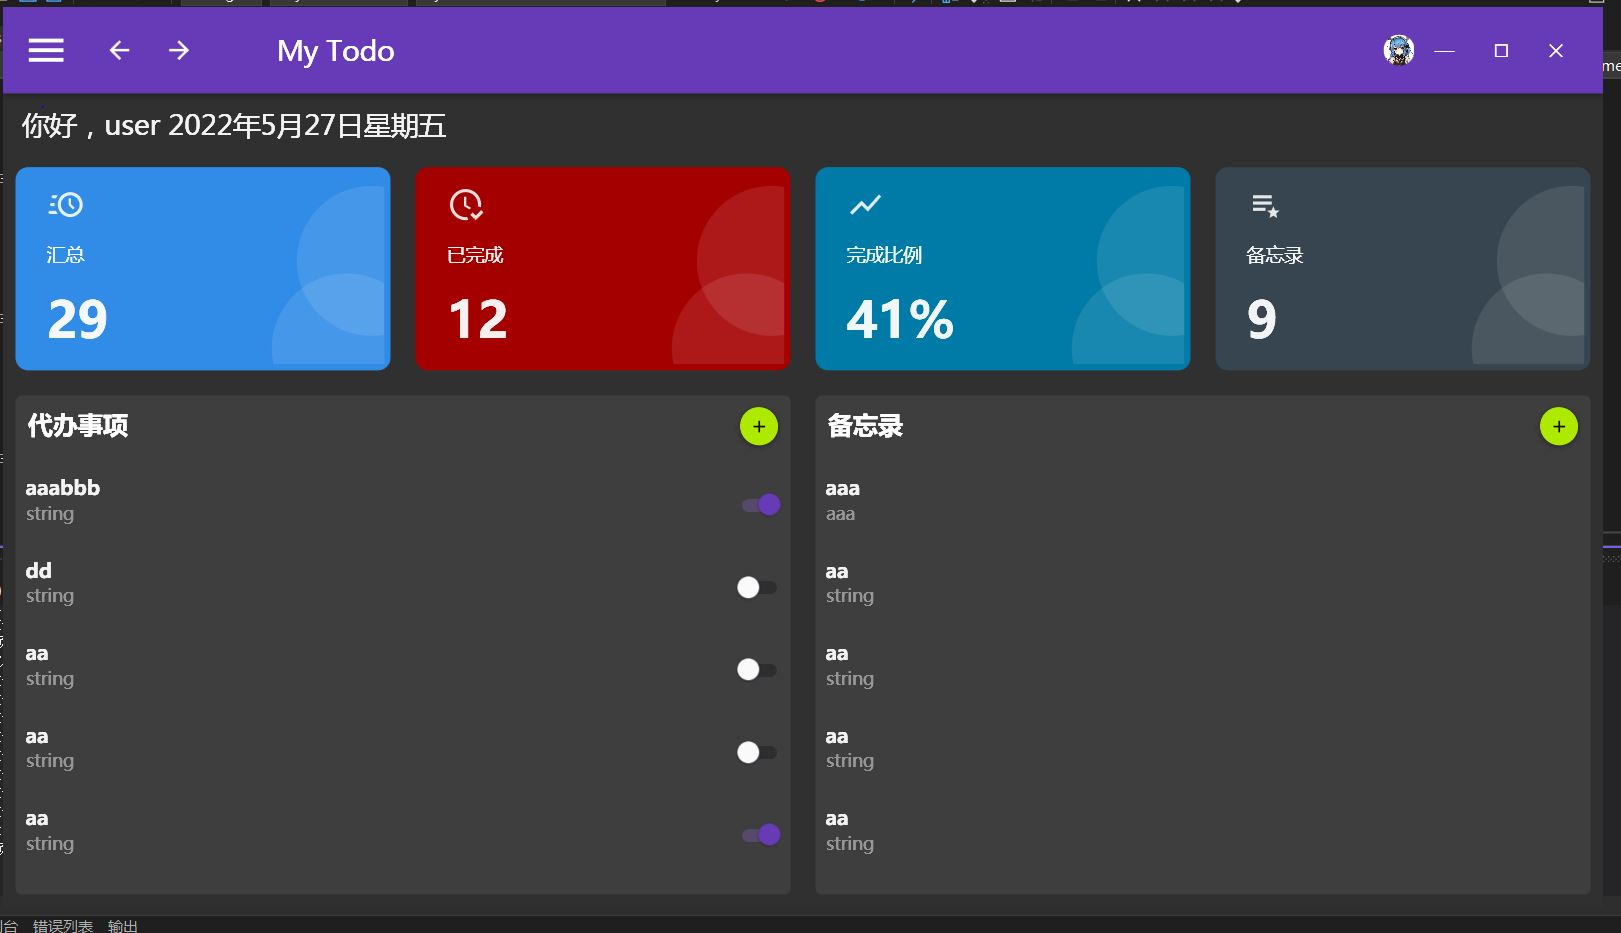 My Todo
你好，user 2022年5月27日星期五
汇总
29
已完成
12
完成比例
41%
备忘录
9
代办事项
+
aaabbb
string
dd
string
aa
string
aa
string
aa
string
备忘录
+
aaa
aaa
aa
string
aa
string
aa
string
aa
string
错误列表 输出